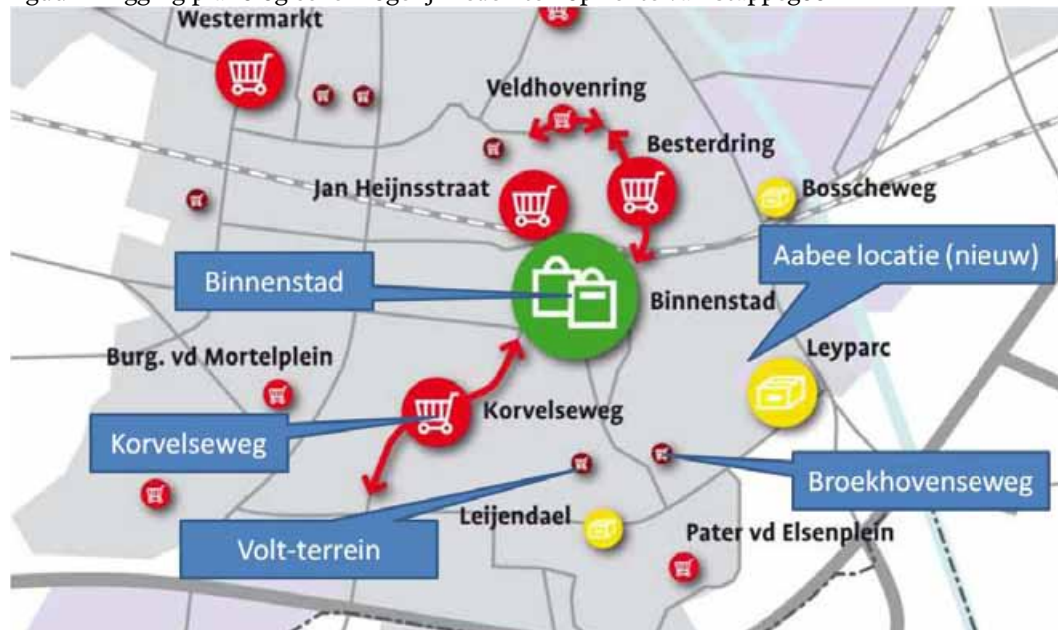 Westermarkt
Veldhovenring
Besterdring
Jan Heijnsstraat
Bosscheweg
Aabee locatie (nieuw)
Binnenstad
Binnenstad
Leyparc
Burg. vd Mortelplein
Korvelseweg
Korvelseweg
Broekhovenseweg
Leijendael
Pater vd Elsenplein
Volt-terrein